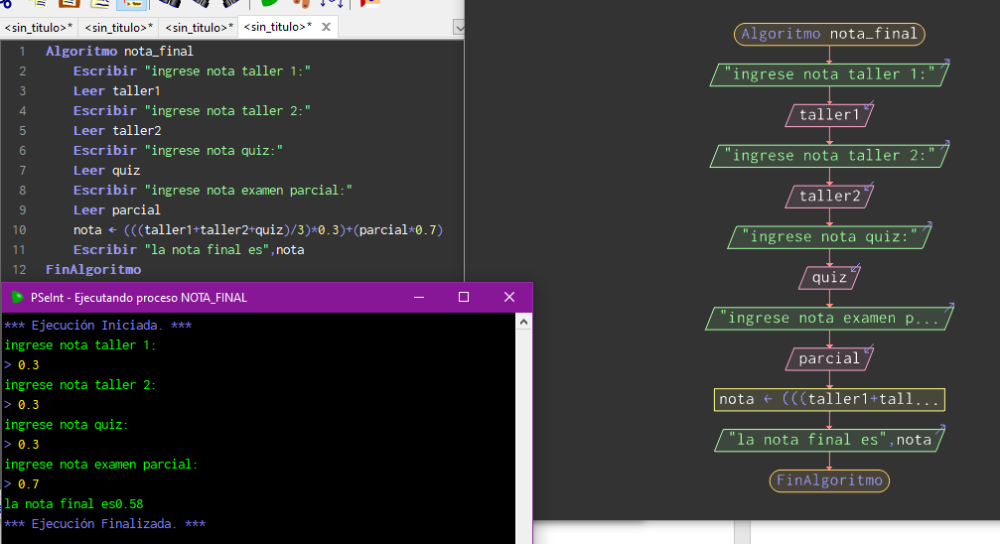 <sin_titulo>* <sin_titulo>* <sin_titulo>* <sin_titulo>*
1 Algoritmo nota_final
2 Escribir "ingrese nota taller 1:"
3 Leer taller1
4 Escribir "ingrese nota taller 2:"
5 Leer taller2
6 Escribir "ingrese nota quiz:"
7 Leer quiz
8 Escribir "ingrese nota examen parcial:"
9 Leer parcial
10 nota ← (((taller1+taller2+quiz)/3)*0.3)+(parcial*0.7)
11 Escribir "la nota final es",nota
12 FinAlgoritmo
PSeInt - Ejecutando proceso NOTA_FINAL
*** Ejecución Iniciada. ***
ingrese nota taller 1:
> 0.3
ingrese nota taller 2:
> 0.3
ingrese nota quiz:
> 0.3
ingrese nota examen parcial:
> 0.7
la nota final es0.58
*** Ejecución Finalizada. ***
Algoritmo nota_final
"ingrese nota taller 1:"
taller1
"ingrese nota taller 2:"
taller2
"ingrese nota quiz:"
quiz
"ingrese nota examen p...
parcial
nota ← (((taller1+tall...
"la nota final es",nota
FinAlgoritmo